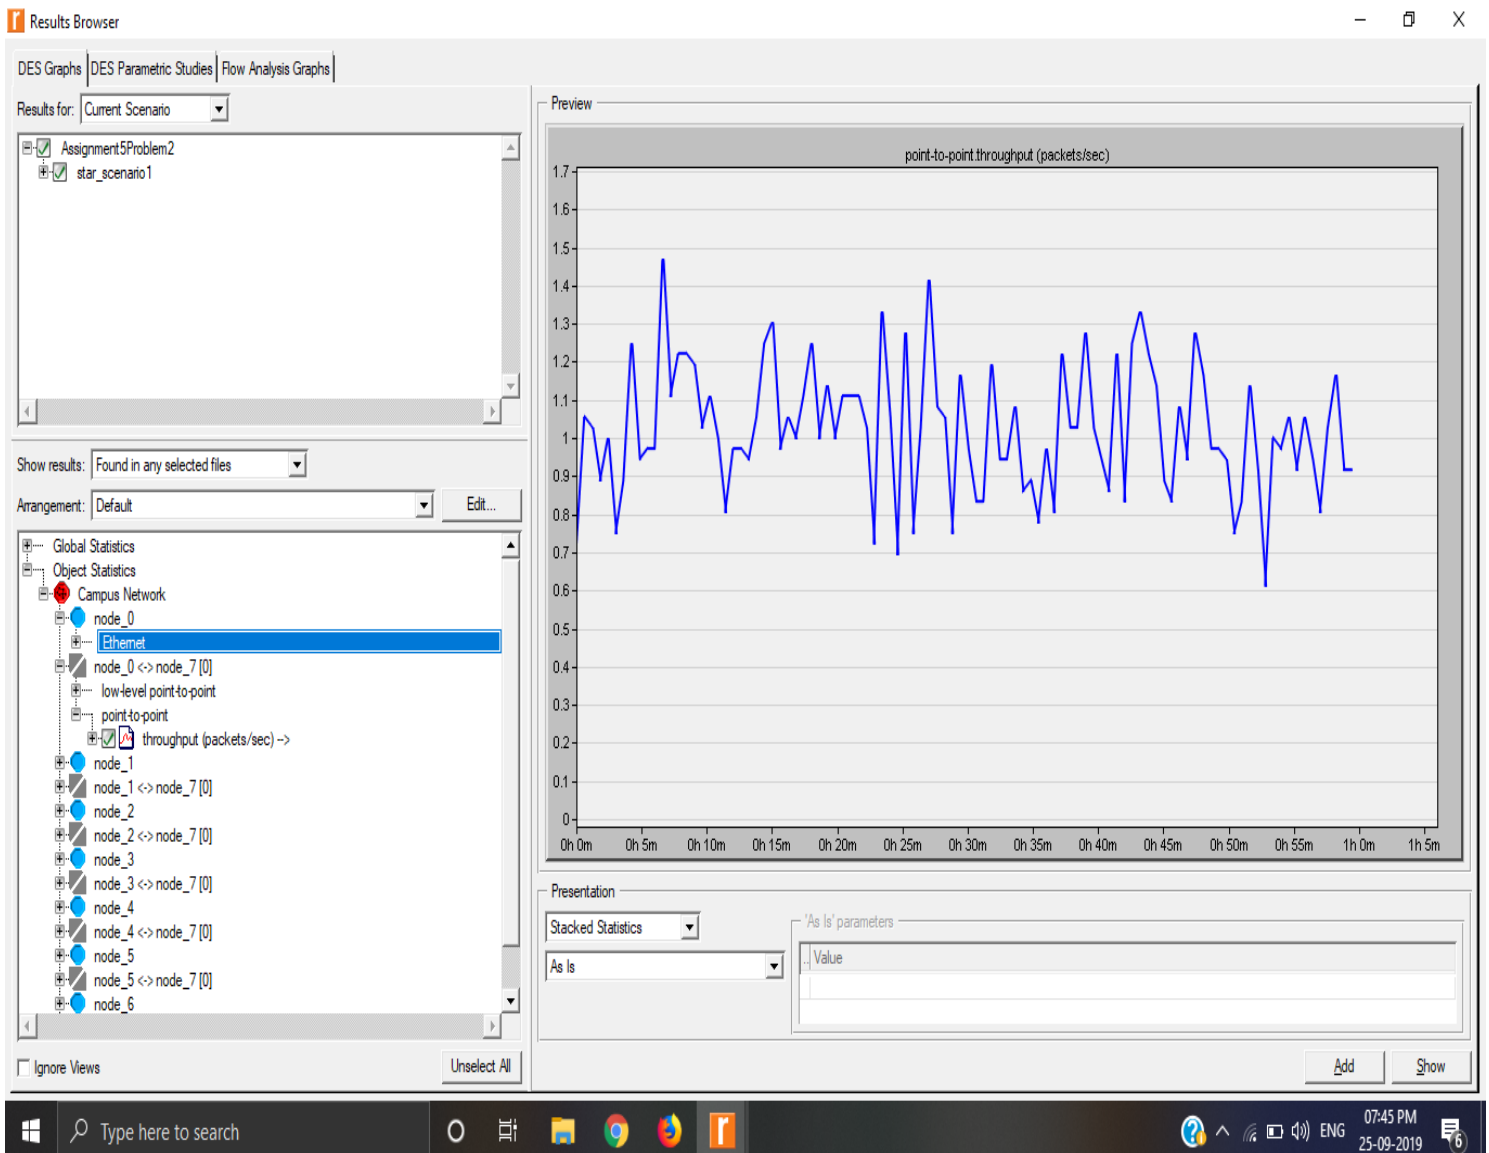 Results Browser
DES Graphs DES Parametric Studies Flow Analysis Graphs
Results for: Current Scenario
Assignment5Problem2
star_scenario1
Show results: Found in any selected files
Arrangement: Default Edit...
Global Statistics
Object Statistics
Campus Network
node_0
Ethernet
node_0 <-> node_7 [0]
low-level point-to-point
point-to-point
throughput (packets/sec) -->
node_1
node_1 <-> node_7 [0]
node_2
node_2 <-> node_7 [0]
node_3
node_3 <-> node_7 [0]
node_4
node_4 <-> node_7 [0]
node_5
node_5 <-> node_7 [0]
node_6
Ignore Views Unselect All
Preview
point-to-point.throughput (packets/sec)
1.7
1.6
1.5
1.4
1.3
1.2
1.1
1
0.9
0.8
0.7
0.6
0.5
0.4
0.3
0.2
0.1
0
0h 0m 0h 5m 0h 10m 0h 15m 0h 20m 0h 25m 0h 30m 0h 35m 0h 40m 0h 45m 0h 50m 0h 55m 1h 0m 1h 5m
Presentation
Stacked Statistics
As Is
'As Is' parameters
... Value
Add Show
Type here to search
ENG
07:45 PM
25-09-2019
6